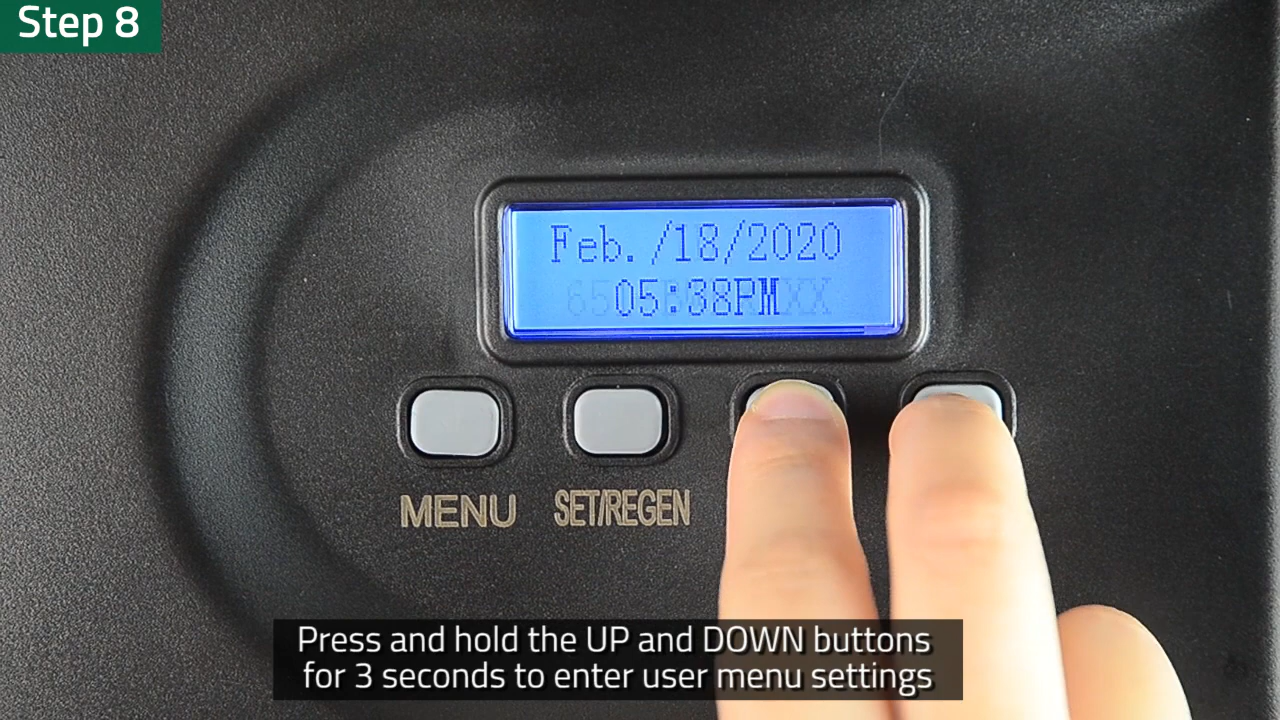 Step 8
Feb. /18/2020
05:38PM
MENU
SET/REGEN
Press and hold the UP and DOWN buttons
for 3 seconds to enter user menu settings